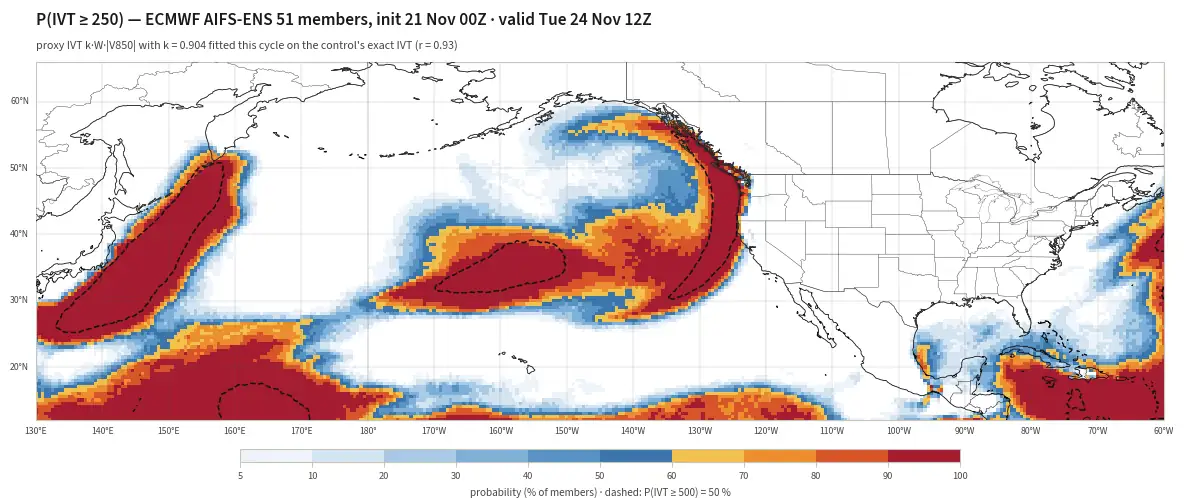 P(IVT ≥ 250) — ECMWF AIFS-ENS 51 members, init 21 Nov 00Z · valid Tue 24 Nov 12Z
proxy IVT k·W·|V850| with k = 0.904 fitted this cycle on the control's exact IVT (r = 0.93)
60°N
50°N
40°N
30°N
20°N
130°E 140°E 150°E 160°E 170°E 180° 170°W 160°W 150°W 140°W 130°W 120°W 110°W 100°W 90°W 80°W 70°W 60°W
5 10 20 30 40 50 60 70 80 90 100
probability (% of members) · dashed: P(IVT ≥ 500) = 50 %